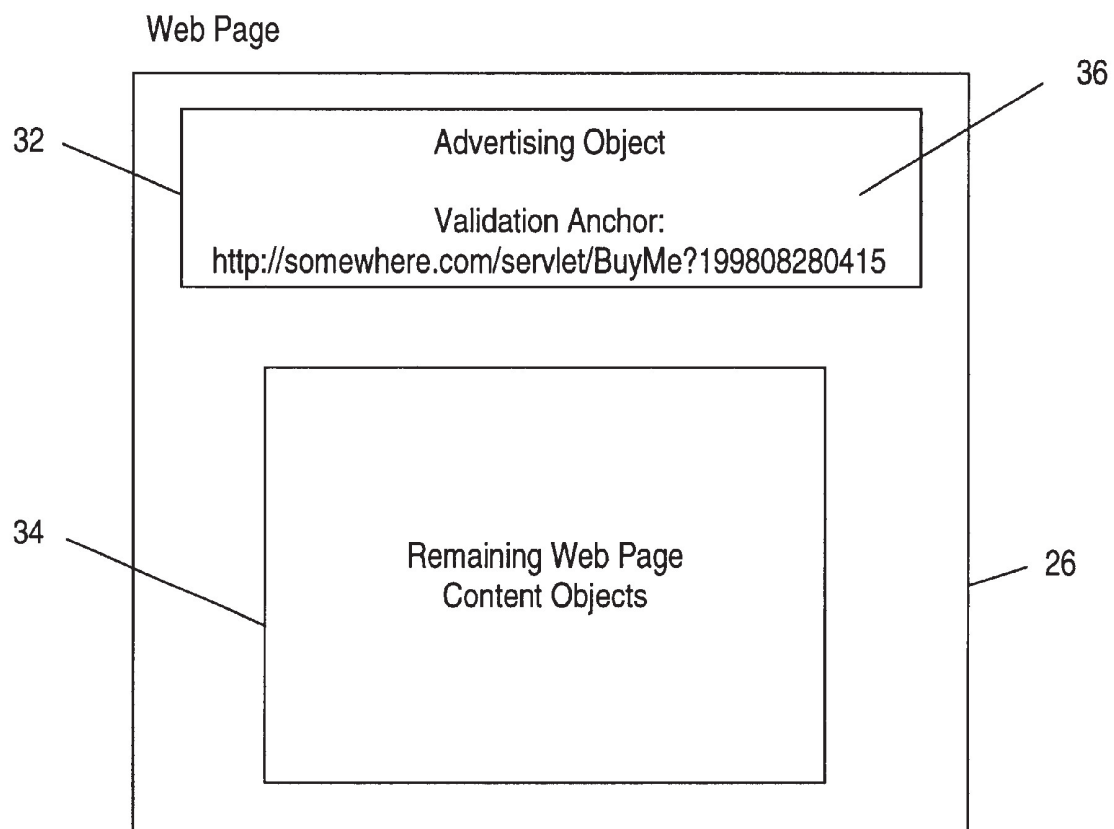 Web Page
36
32
Advertising Object
Validation Anchor:
http://somewhere.com/servlet/BuyMe?199808280415
34
Remaining Web Page
Content Objects
26